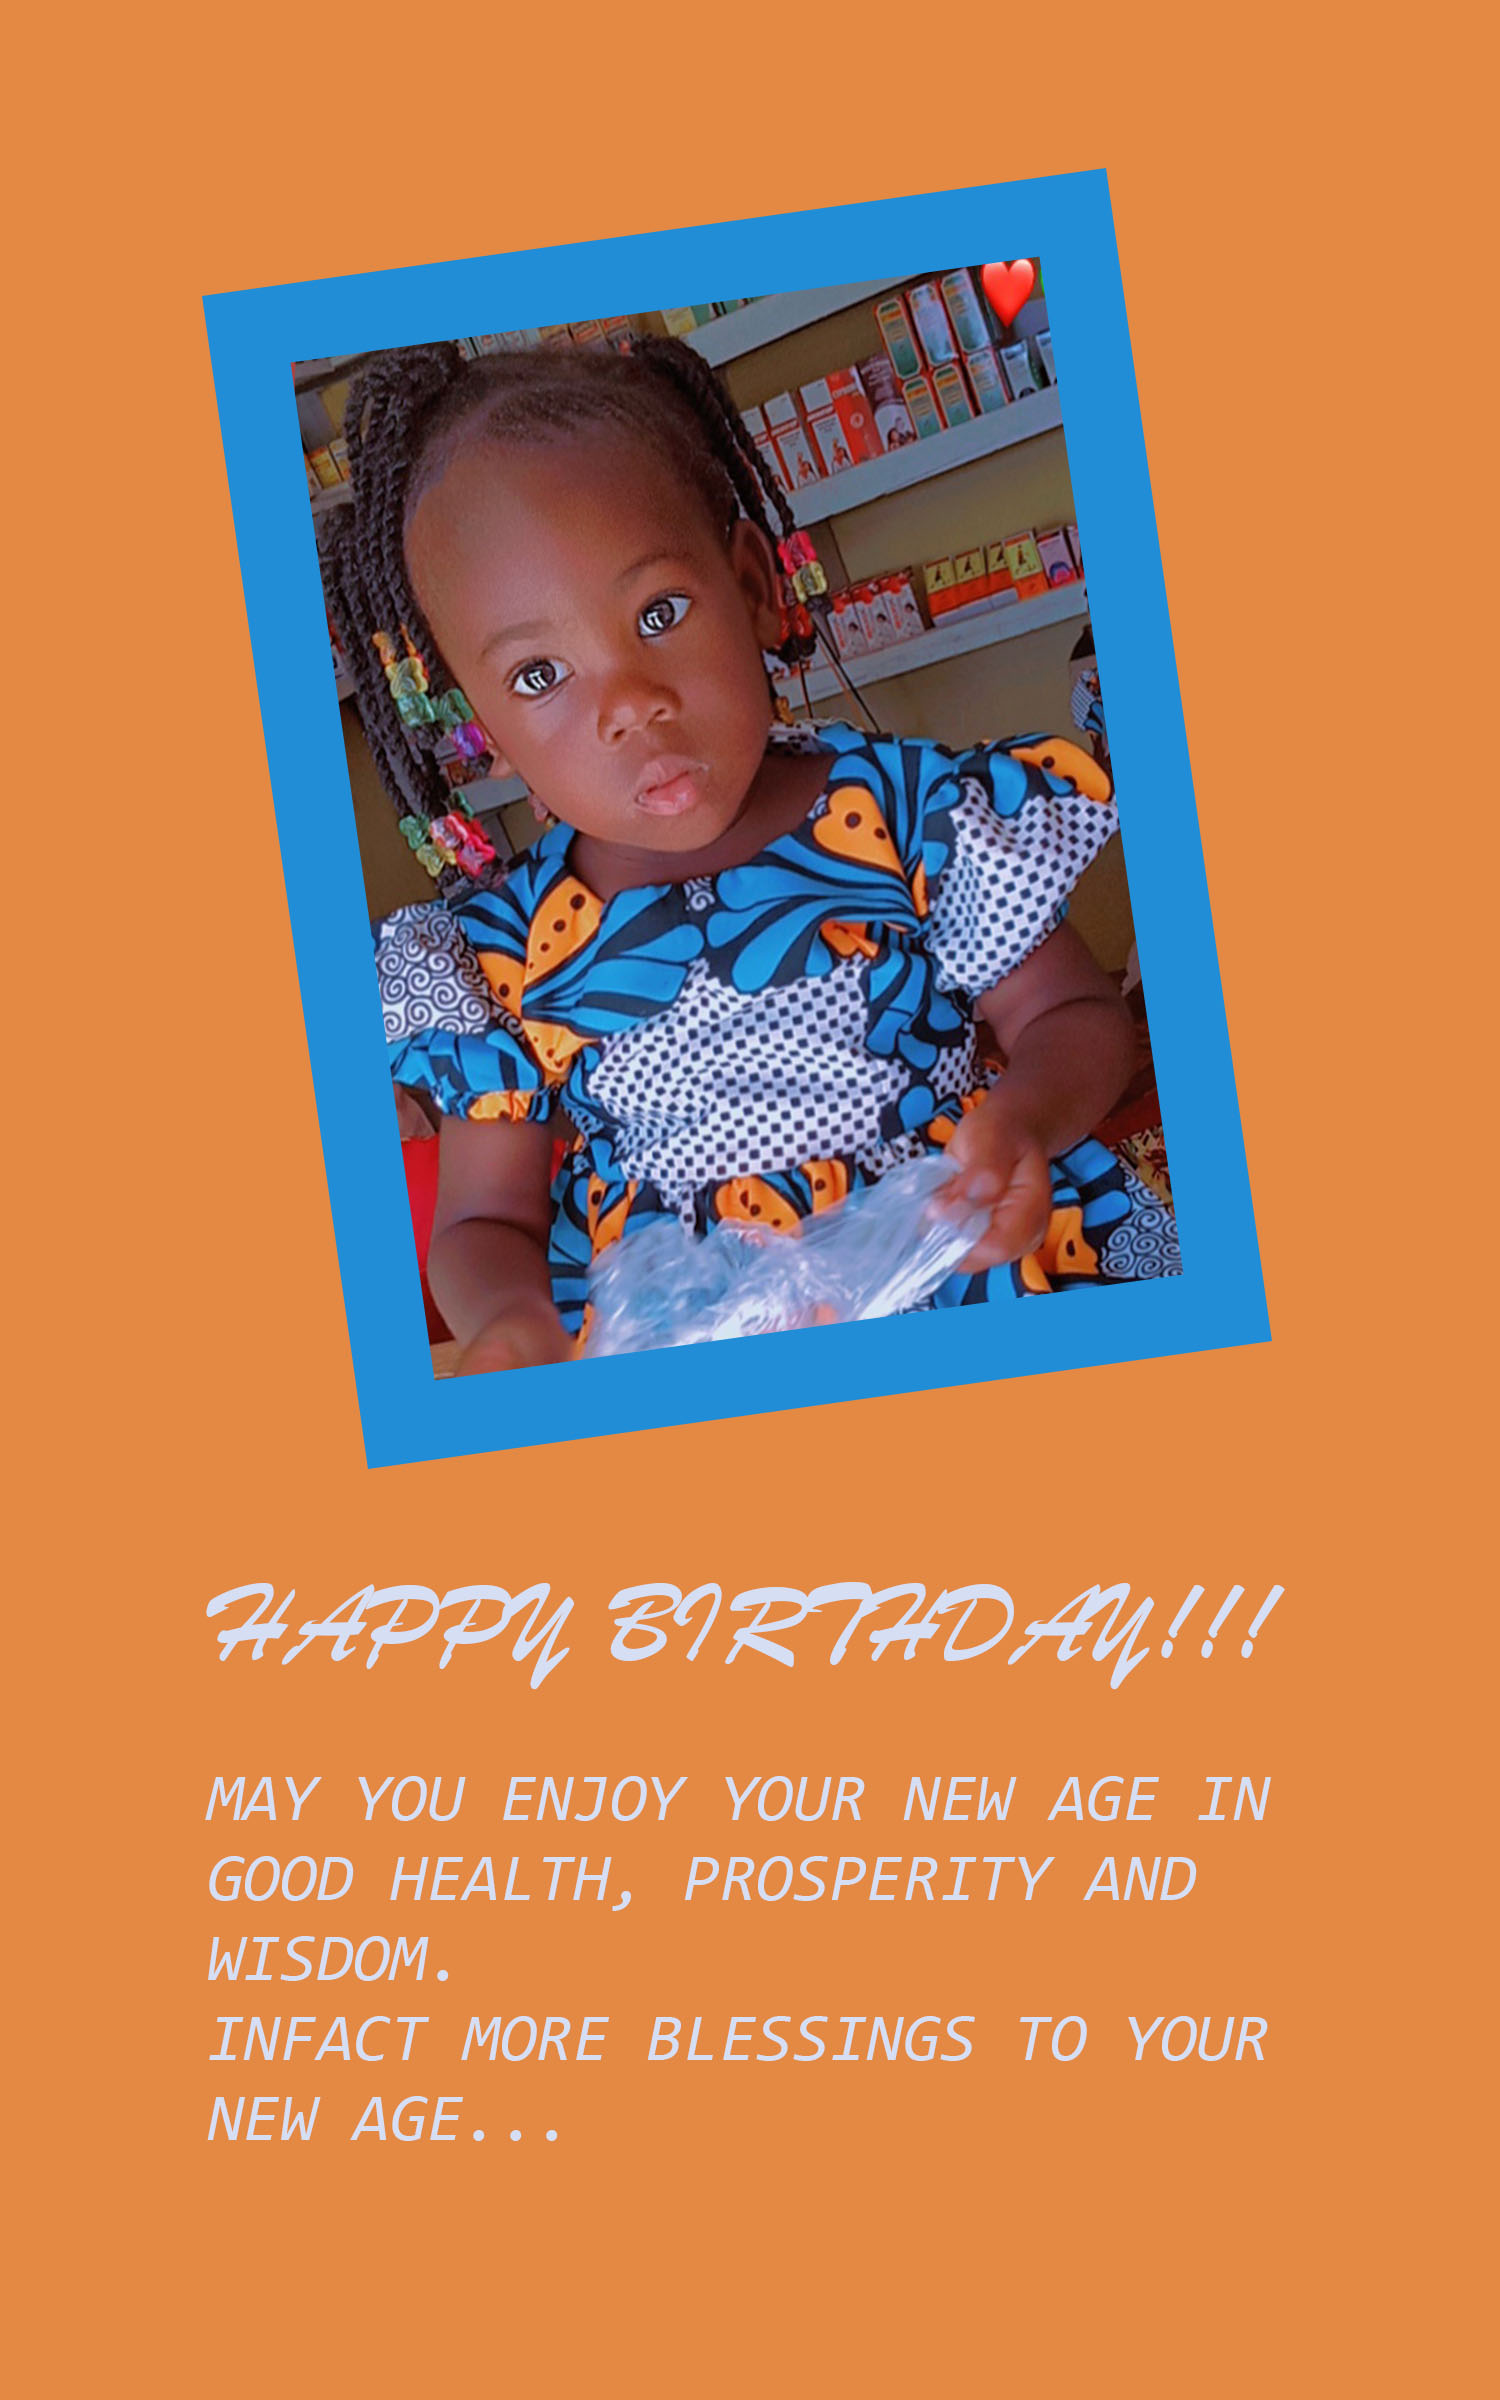 HAPPY BIRTHDAY!!!
MAY YOU ENJOY YOUR NEW AGE IN
GOOD HEALTH, PROSPERITY AND
WISDOM.
INFACT MORE BLESSINGS TO YOUR
NEW AGE...